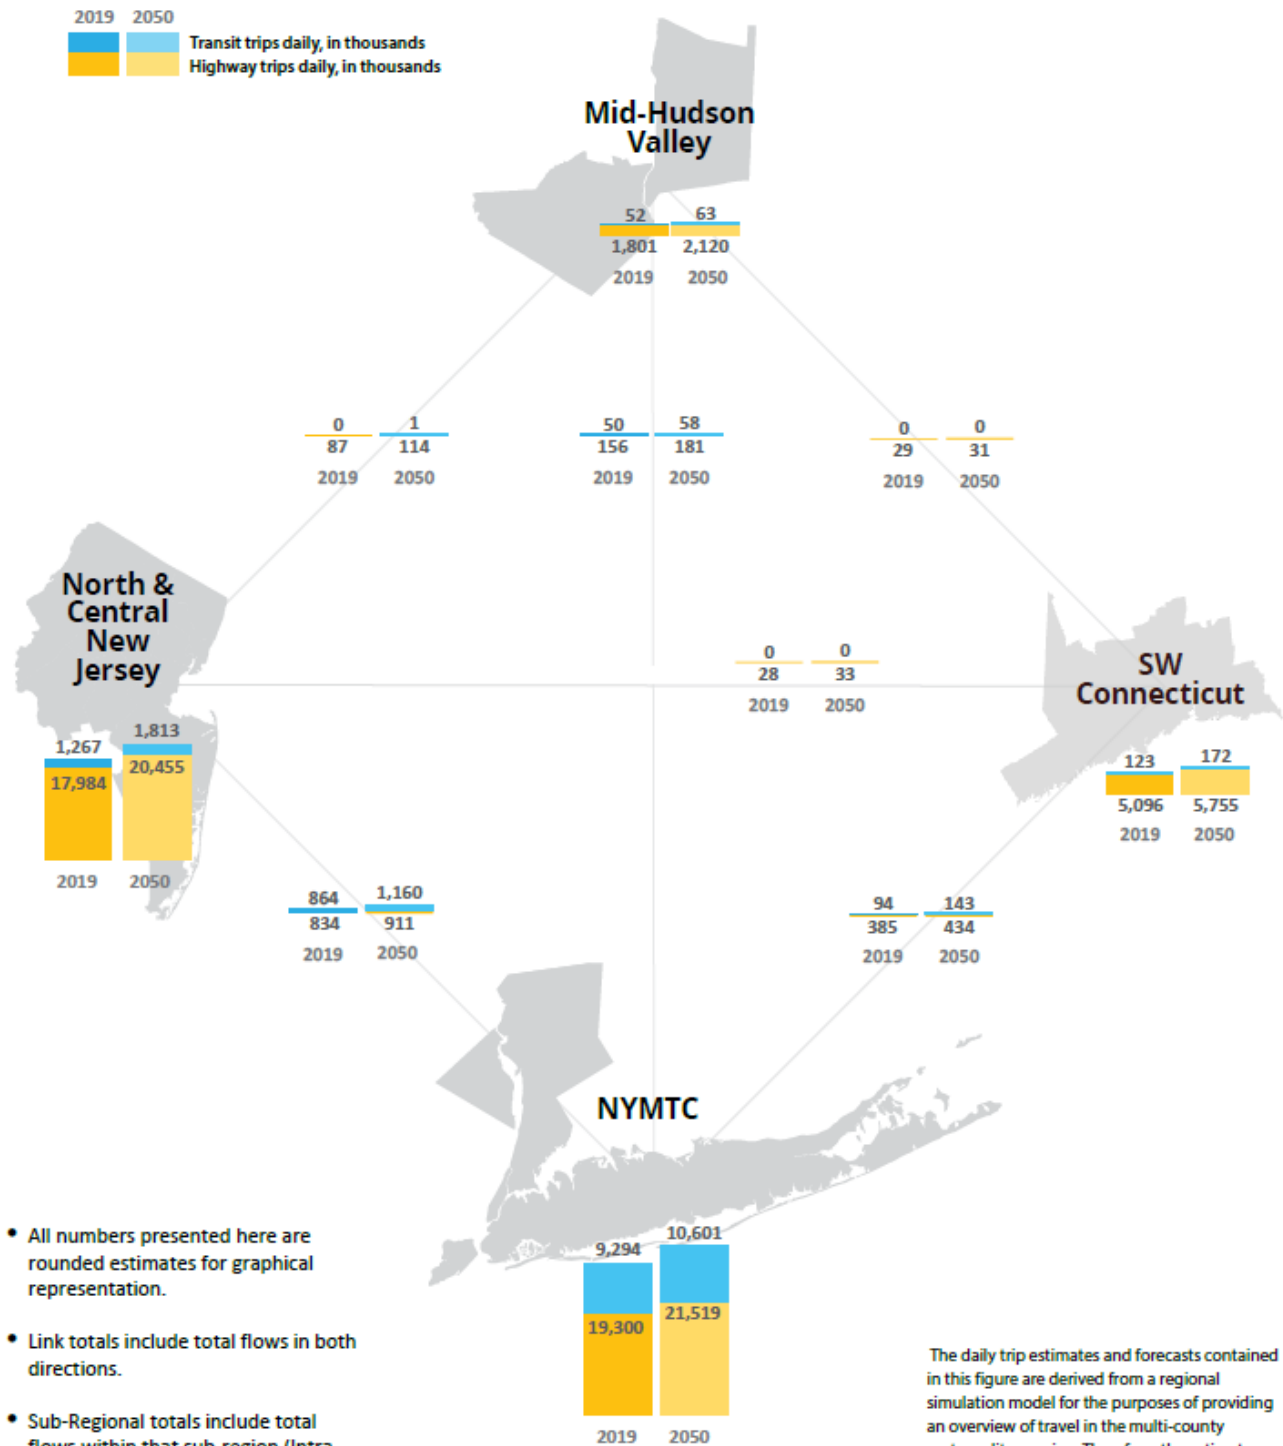 2019 2050
Transit trips daily, in thousands
Highway trips daily, in thousands
Mid-Hudson
Valley
52 63
1,801 2,120
2019 2050
0 1
87 114
2019 2050
50 58
156 181
2019 2050
0 0
29 31
2019 2050
North &
Central
New
Jersey
0 0
28 33
2019 2050
SW
Connecticut
1,267 1,813
17,984 20,455
2019 2050
123 172
5,096 5,755
2019 2050
864 1,160
834 911
2019 2050
94 143
385 434
2019 2050
NYMTC
9,294 10,601
19,300 21,519
2019 2050
• All numbers presented here are
rounded estimates for graphical
representation.
• Link totals include total flows in both
directions.
• Sub-Regional totals include total
flows within that sub-region (Intra
The daily trip estimates and forecasts contained
in this figure are derived from a regional
simulation model for the purposes of providing
an overview of travel in the multi-county